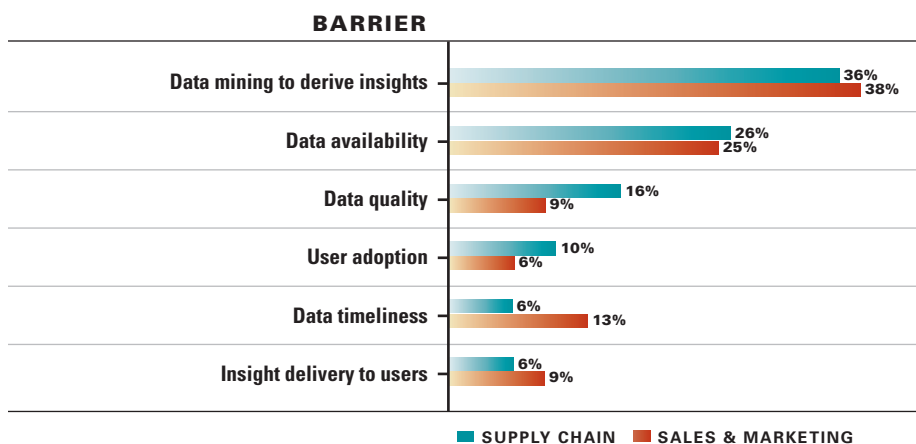 BARRIER
Data mining to derive insights
36%
38%
Data availability
26%
25%
Data quality
16%
9%
User adoption
10%
6%
Data timeliness
6%
13%
Insight delivery to users
6%
9%
SUPPLY CHAIN SALES & MARKETING